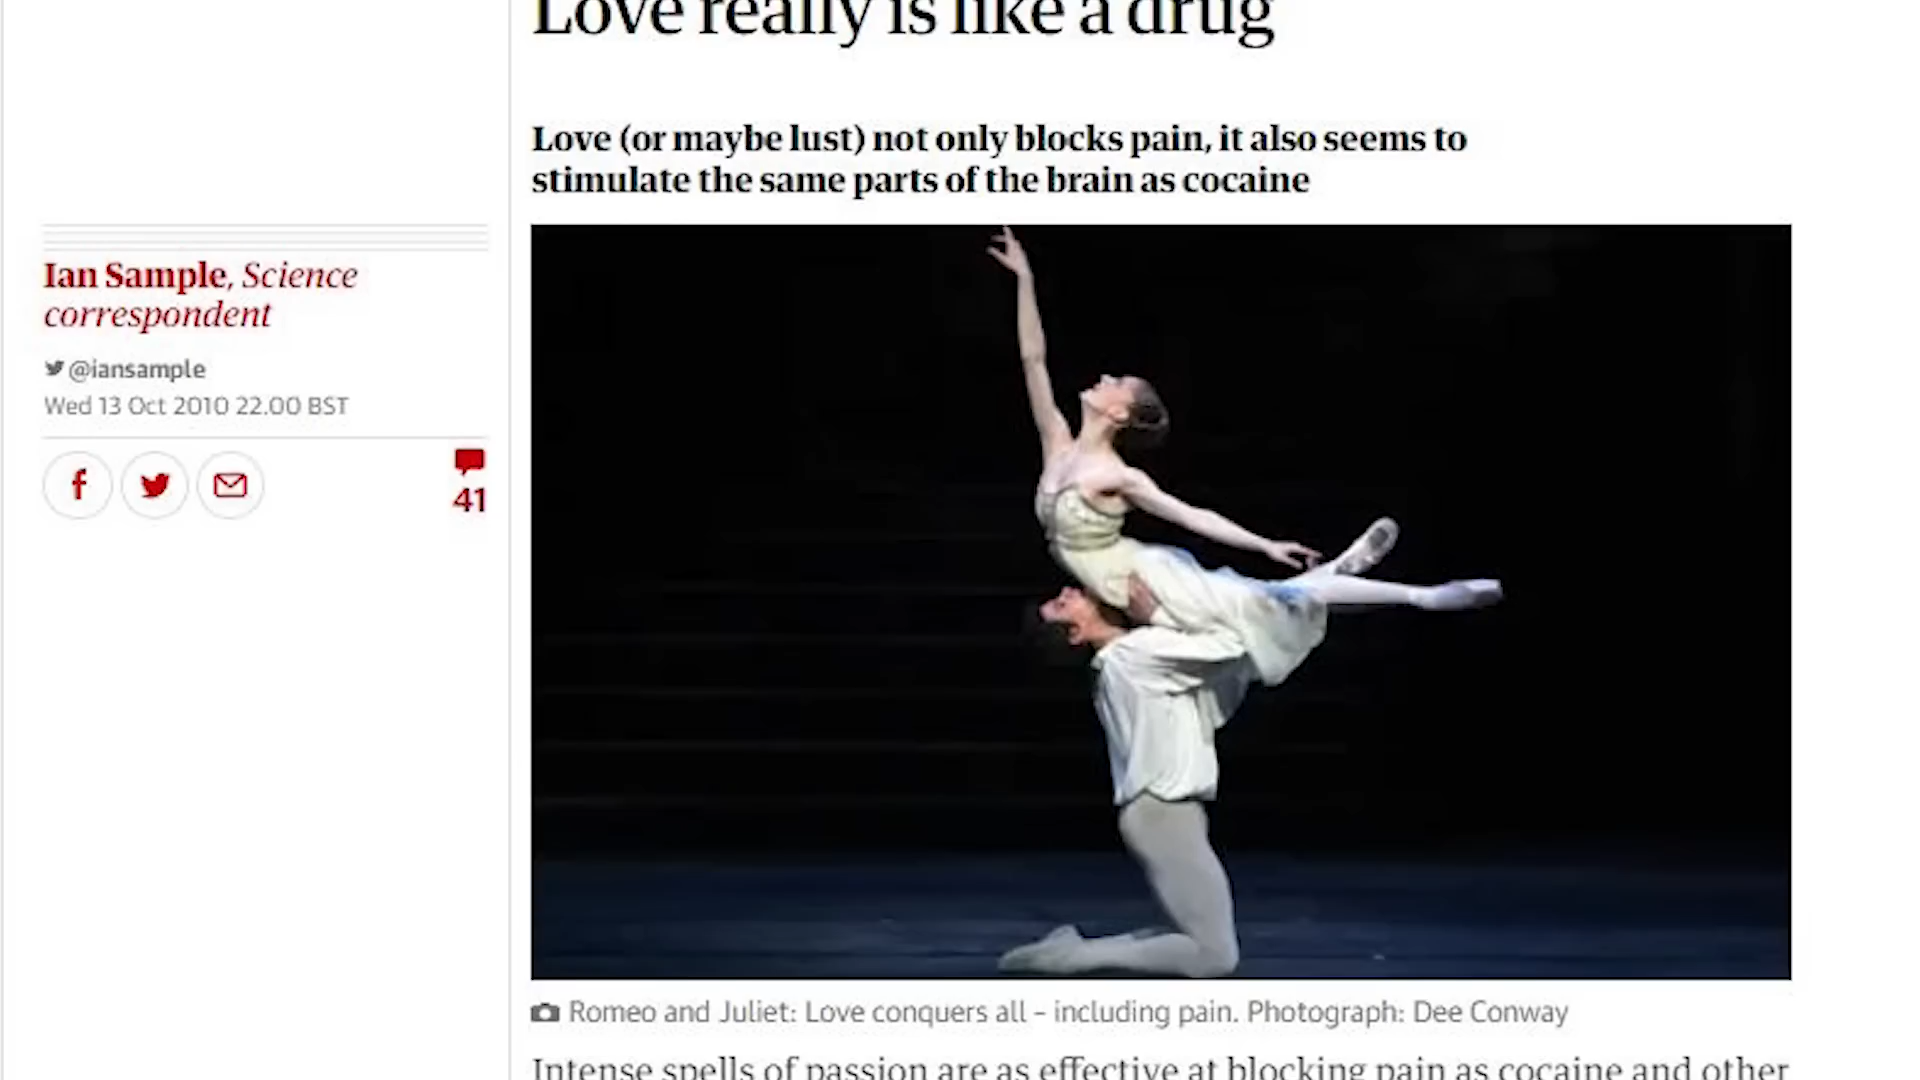 Love really is like a drug
Love (or maybe lust) not only blocks pain, it also seems to
stimulate the same parts of the brain as cocaine
Ian Sample, Science
correspondent
@iansample
Wed 13 Oct 2010 22.00 BST
f
41
Romeo and Juliet: Love conquers all – including pain. Photograph: Dee Conway
Intense spells of passion are as effective at blocking pain as cocaine and other